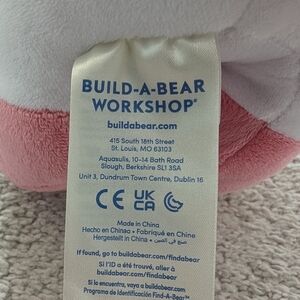 BUILD-A-BEAR
WORKSHOP®
buildabear.com
415 South 18th Street
St. Louis, MO 63103
Aquasulis, 10-14 Bath Road
Slough, Berkshire SL1 3SA
Unit 3, Dundrum Town Centre, Dublin 16
CE UK
CA
Made in China
Hecho en China • Fabriqué en Chine
Hergestellt in China • صنع في الصين
If found, go to buildabear.com/findabear
Si l'ID a été trouvé, aller à
buildabear.com/findabear
Si lo encuentra, vaya a buildabear.com
Programa de Identificación Find-A-Bear™